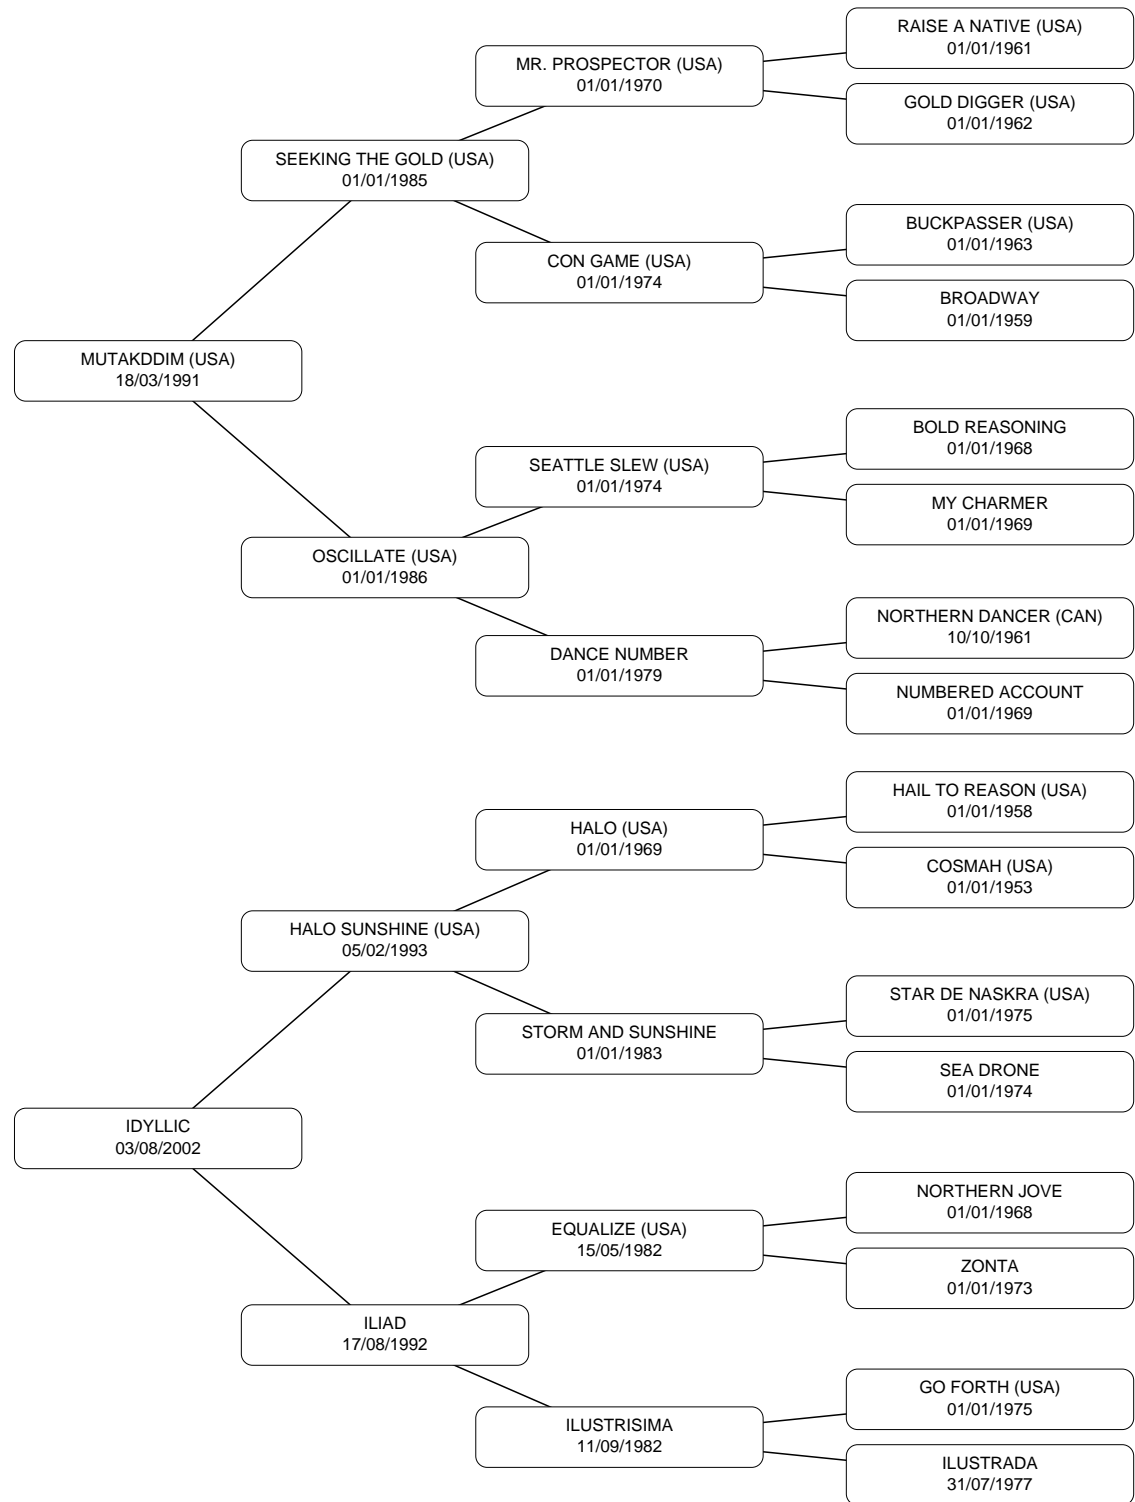 RAISE A NATIVE (USA)
01/01/1961
MR. PROSPECTOR (USA)
01/01/1970
GOLD DIGGER (USA)
01/01/1962
SEEKING THE GOLD (USA)
01/01/1985
BUCKPASSER (USA)
01/01/1963
CON GAME (USA)
01/01/1974
BROADWAY
01/01/1959
MUTAKDDIM (USA)
18/03/1991
BOLD REASONING
01/01/1968
SEATTLE SLEW (USA)
01/01/1974
MY CHARMER
01/01/1969
OSCILLATE (USA)
01/01/1986
NORTHERN DANCER (CAN)
10/10/1961
DANCE NUMBER
01/01/1979
NUMBERED ACCOUNT
01/01/1969
HAIL TO REASON (USA)
01/01/1958
HALO (USA)
01/01/1969
COSMAH (USA)
01/01/1953
HALO SUNSHINE (USA)
05/02/1993
STAR DE NASKRA (USA)
01/01/1975
STORM AND SUNSHINE
01/01/1983
SEA DRONE
01/01/1974
IDYLLIC
03/08/2002
NORTHERN JOVE
01/01/1968
EQUALIZE (USA)
15/05/1982
ZONTA
01/01/1973
ILIAD
17/08/1992
GO FORTH (USA)
01/01/1975
ILUSTRISIMA
11/09/1982
ILUSTRADA
31/07/1977